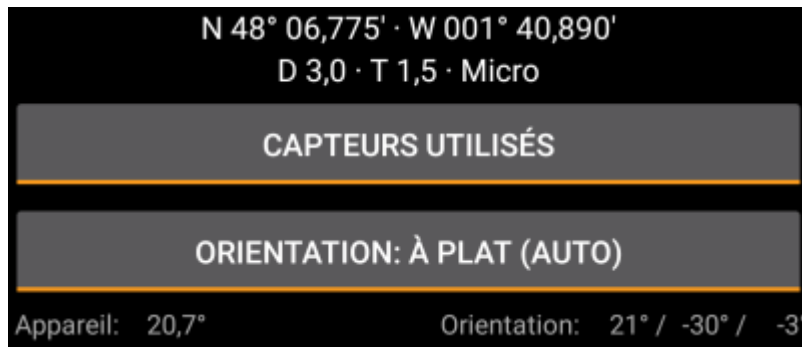 N 48° 06,775' · W 001° 40,890'
D 3,0 · T 1,5 · Micro
CAPTEURS UTILISÉS
ORIENTATION: À PLAT (AUTO)
Appareil: 20,7° Orientation: 21° / -30° / -3°